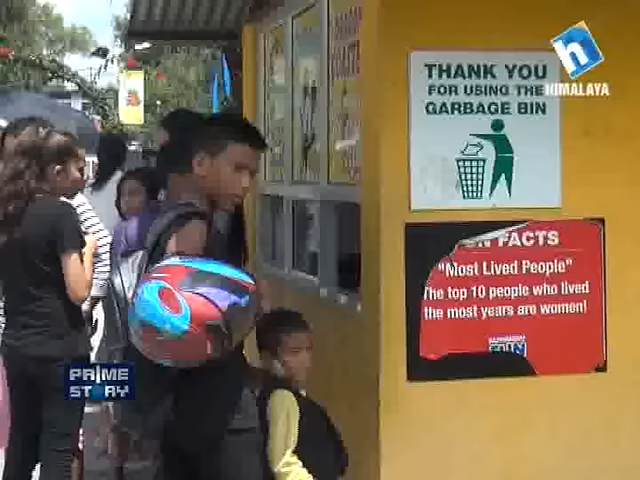 THANK YOU
FOR USING THE
GARBAGE BIN
HIMALAYA
FACTS
"Most Lived People"
The top 10 people who lived
the most years are women!
FUN
PRIME
STORY